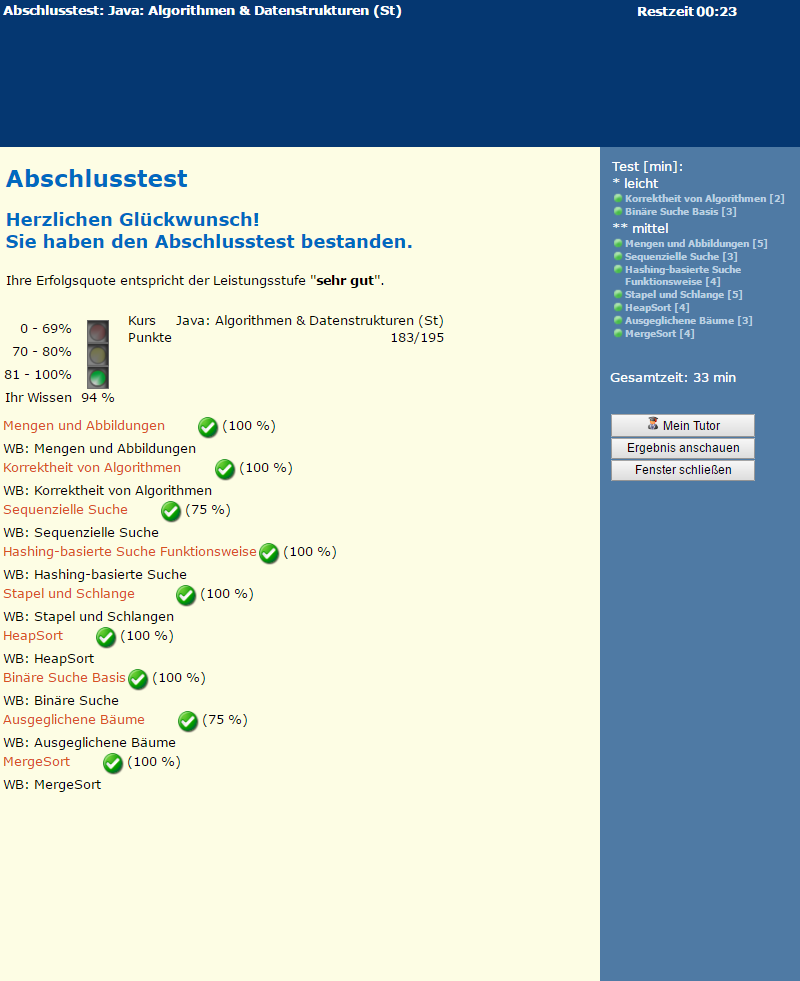 Abschlusstest: Java: Algorithmen & Datenstrukturen (St)
Restzeit 00:23
Abschlusstest
Herzlichen Glückwunsch!
Sie haben den Abschlusstest bestanden.
Ihre Erfolgsquote entspricht der Leistungsstufe "sehr gut".
0 - 69%
70 - 80%
81 - 100%
Ihr Wissen 94 %
Kurs Java: Algorithmen & Datenstrukturen (St)
Punkte 183/195
Mengen und Abbildungen (100 %)
WB: Mengen und Abbildungen
Korrektheit von Algorithmen (100 %)
WB: Korrektheit von Algorithmen
Sequenzielle Suche (75 %)
WB: Sequenzielle Suche
Hashing-basierte Suche Funktionsweise (100 %)
WB: Hashing-basierte Suche
Stapel und Schlange (100 %)
WB: Stapel und Schlangen
HeapSort (100 %)
WB: HeapSort
Binäre Suche Basis (100 %)
WB: Binäre Suche
Ausgeglichene Bäume (75 %)
WB: Ausgeglichene Bäume
MergeSort (100 %)
WB: MergeSort
Test [min]:
* leicht
Korrektheit von Algorithmen [2]
Binäre Suche Basis [3]
** mittel
Mengen und Abbildungen [5]
Sequenzielle Suche [3]
Hashing-basierte Suche
Funktionsweise [4]
Stapel und Schlange [5]
HeapSort [4]
Ausgeglichene Bäume [3]
MergeSort [4]
Gesamtzeit: 33 min
Mein Tutor
Ergebnis anschauen
Fenster schließen